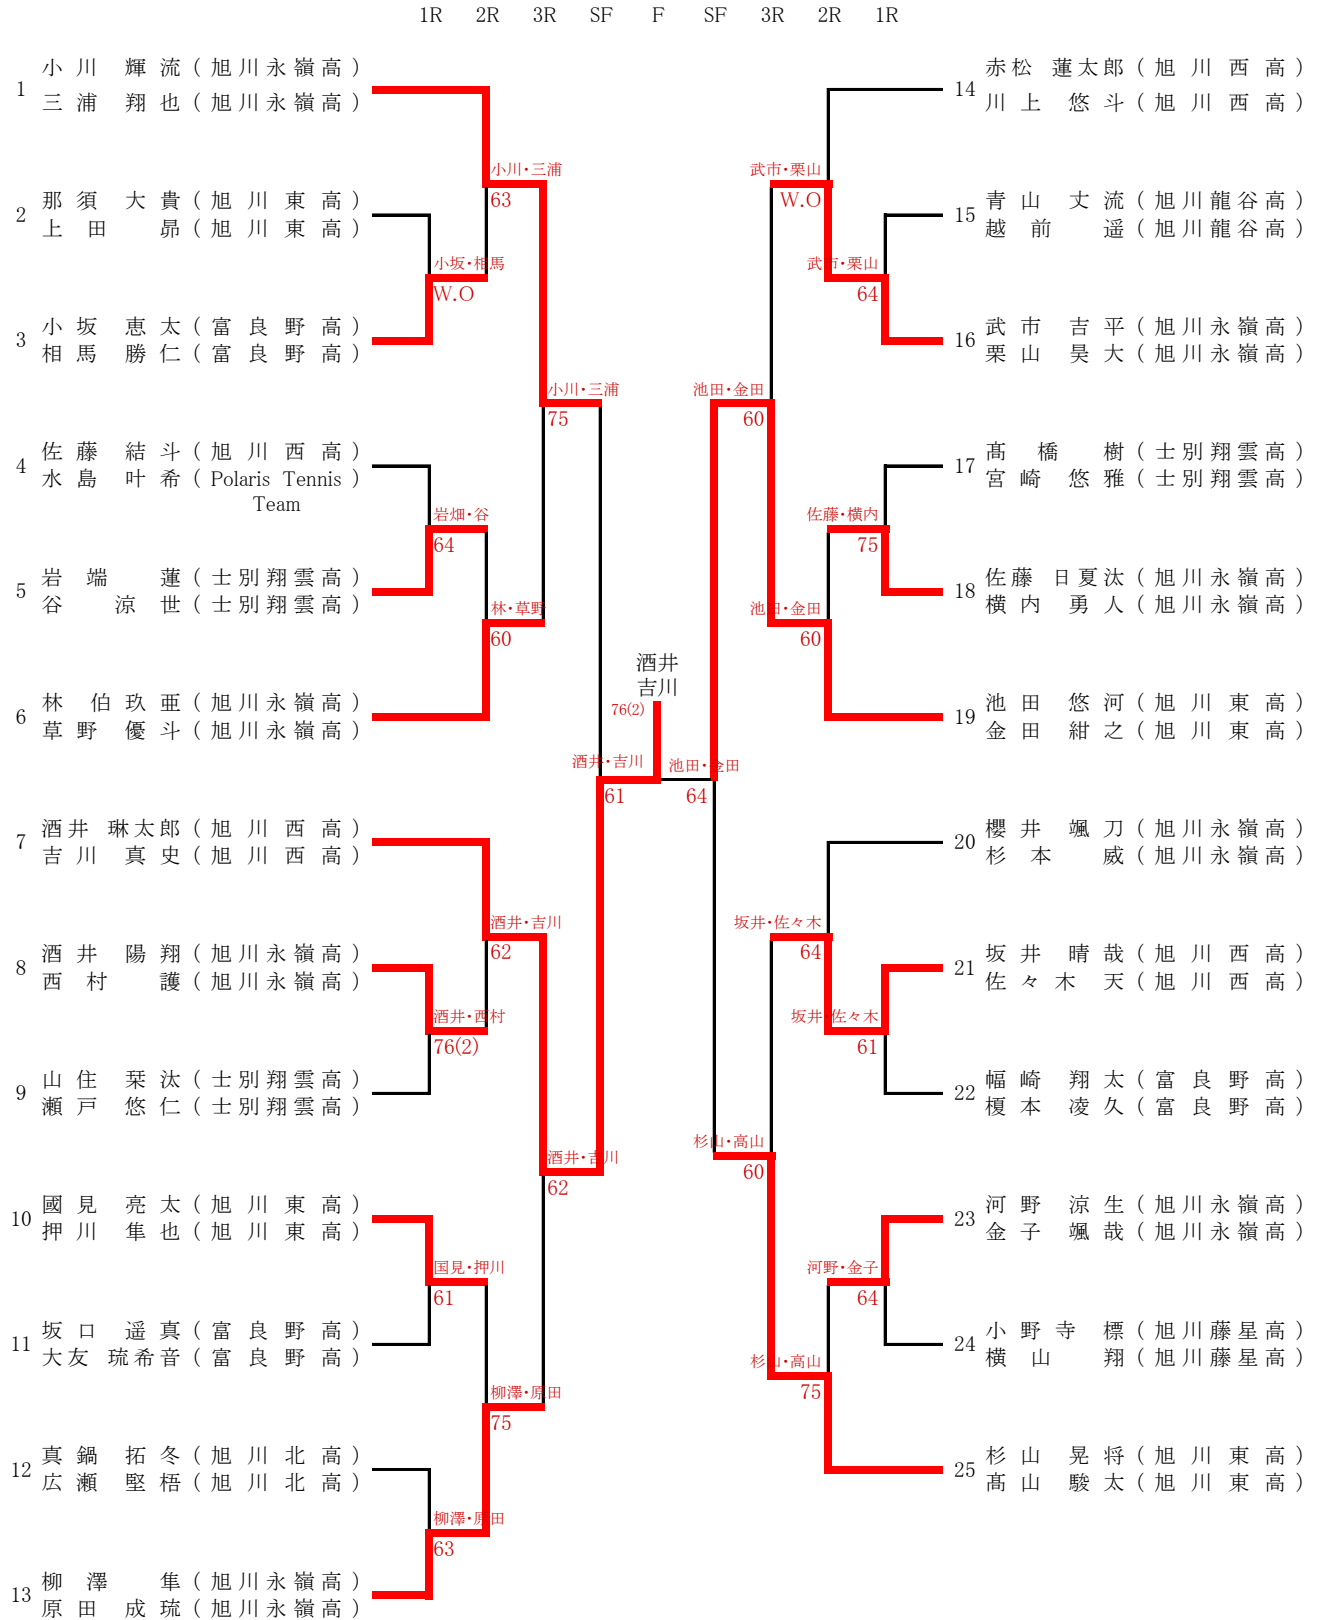 1R 2R 3R SF F SF 3R 2R 1R
1
小川 輝流 (旭川永嶺高)
三浦 翔也 (旭川永嶺高)
2
那須 大貴 (旭川東高)
上田 昴 (旭川東高)
3
小坂 恵太 (富良野高)
相馬 勝仁 (富良野高)
4
佐藤 結斗 (旭川西高)
水島 叶希 (Polaris Tennis)
Team
5
岩端 蓮 (士別翔雲高)
谷 涼世 (士別翔雲高)
6
林 伯玖亜 (旭川永嶺高)
草野 優斗 (旭川永嶺高)
7
酒井 琳太郎 (旭川西高)
吉川 真史 (旭川西高)
8
酒井 陽翔 (旭川永嶺高)
西村 護 (旭川永嶺高)
9
山住 栞汰 (士別翔雲高)
瀬戸 悠仁 (士別翔雲高)
10
國見 亮太 (旭川東高)
押川 隼也 (旭川東高)
11
坂口 遥真 (富良野高)
大友 琉希音 (富良野高)
12
真鍋 拓冬 (旭川北高)
広瀬 堅梧 (旭川北高)
13
柳澤 隼 (旭川永嶺高)
原田 成琉 (旭川永嶺高)
小坂・相馬
W.O
岩畑・谷
64
酒井・西村
76(2)
国見・押川
61
柳澤・原田
63
小川・三浦
63
林・草野
60
酒井・吉川
62
柳澤・原田
75
小川・三浦
75
酒井・吉川
62
酒井・吉川
61
酒井
吉川
76(2)
池田・金田
64
池田・金田
60
杉山・高山
60
武市・栗山
W.O
池田・金田
60
坂井・佐々木
64
杉山・高山
75
武市・栗山
64
佐藤・横内
75
坂井・佐々木
61
河野・金子
64
14
赤松 蓮太郎 (旭川西高)
川上 悠斗 (旭川西高)
15
青山 丈流 (旭川龍谷高)
越前 遥 (旭川龍谷高)
16
武市 吉平 (旭川永嶺高)
栗山 昊大 (旭川永嶺高)
17
髙橋 樹 (士別翔雲高)
宮崎 悠雅 (士別翔雲高)
18
佐藤 日夏汰 (旭川永嶺高)
横内 勇人 (旭川永嶺高)
19
池田 悠河 (旭川東高)
金田 紺之 (旭川東高)
20
櫻井 颯刀 (旭川永嶺高)
杉本 威 (旭川永嶺高)
21
坂井 晴哉 (旭川西高)
佐々木 天 (旭川西高)
22
幅崎 翔太 (富良野高)
榎本 凌久 (富良野高)
23
河野 涼生 (旭川永嶺高)
金子 颯哉 (旭川永嶺高)
24
小野寺 標 (旭川藤星高)
横山 翔 (旭川藤星高)
25
杉山 晃将 (旭川東高)
髙山 駿太 (旭川東高)